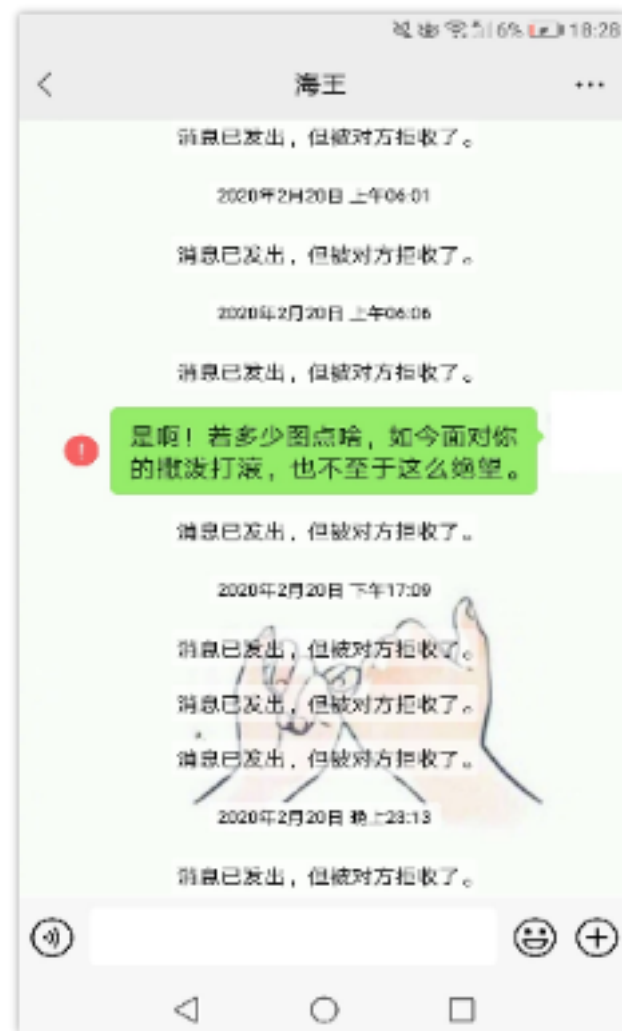 6% 18:28
海王
消息已发出，但被对方拒收了。
2020年2月20日 上午06:01
消息已发出，但被对方拒收了。
2020年2月20日 上午06:06
消息已发出，但被对方拒收了。
是啊！若多少图点啥，如今面对你
的撒泼打滚，也不至于这么绝望。
消息已发出，但被对方拒收了。
2020年2月20日 下午17:09
消息已发出，但被对方拒收了。
消息已发出，但被对方拒收了。
消息已发出，但被对方拒收了。
2020年2月20日 晚上23:13
消息已发出，但被对方拒收了。